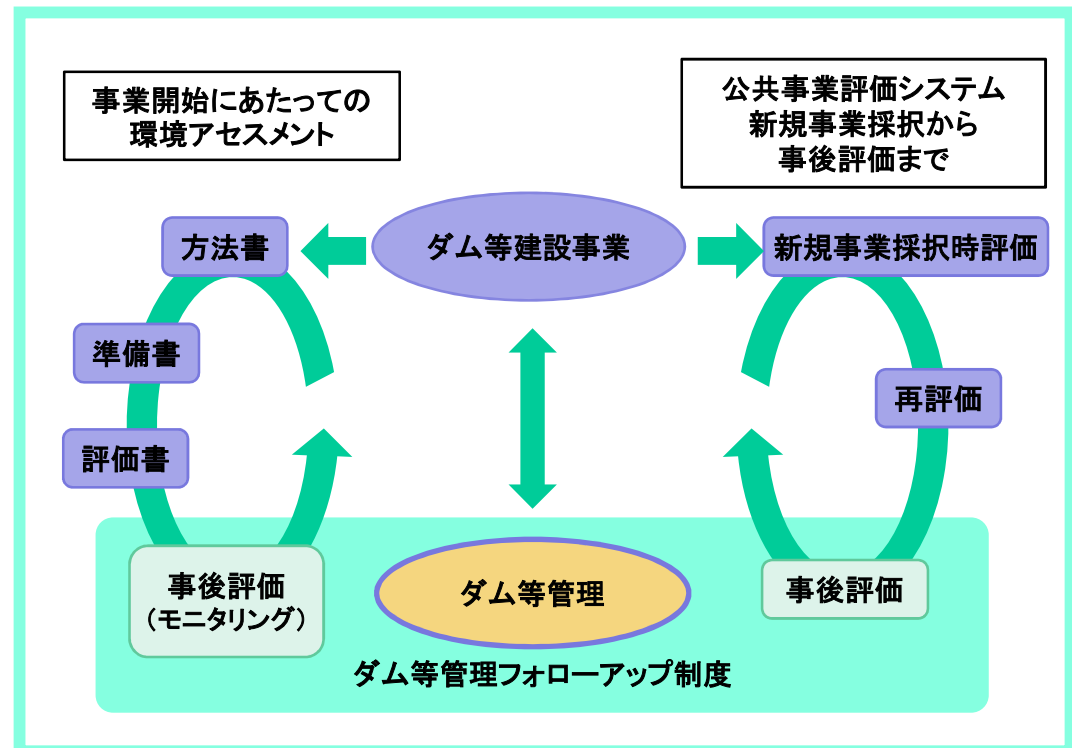 事業開始にあたっての
環境アセスメント
公共事業評価システム
新規事業採択から
事後評価まで
方法書
ダム等建設事業
新規事業採択時評価
準備書
再評価
評価書
事後評価
（モニタリング）
ダム等管理
事後評価
ダム等管理フォローアップ制度